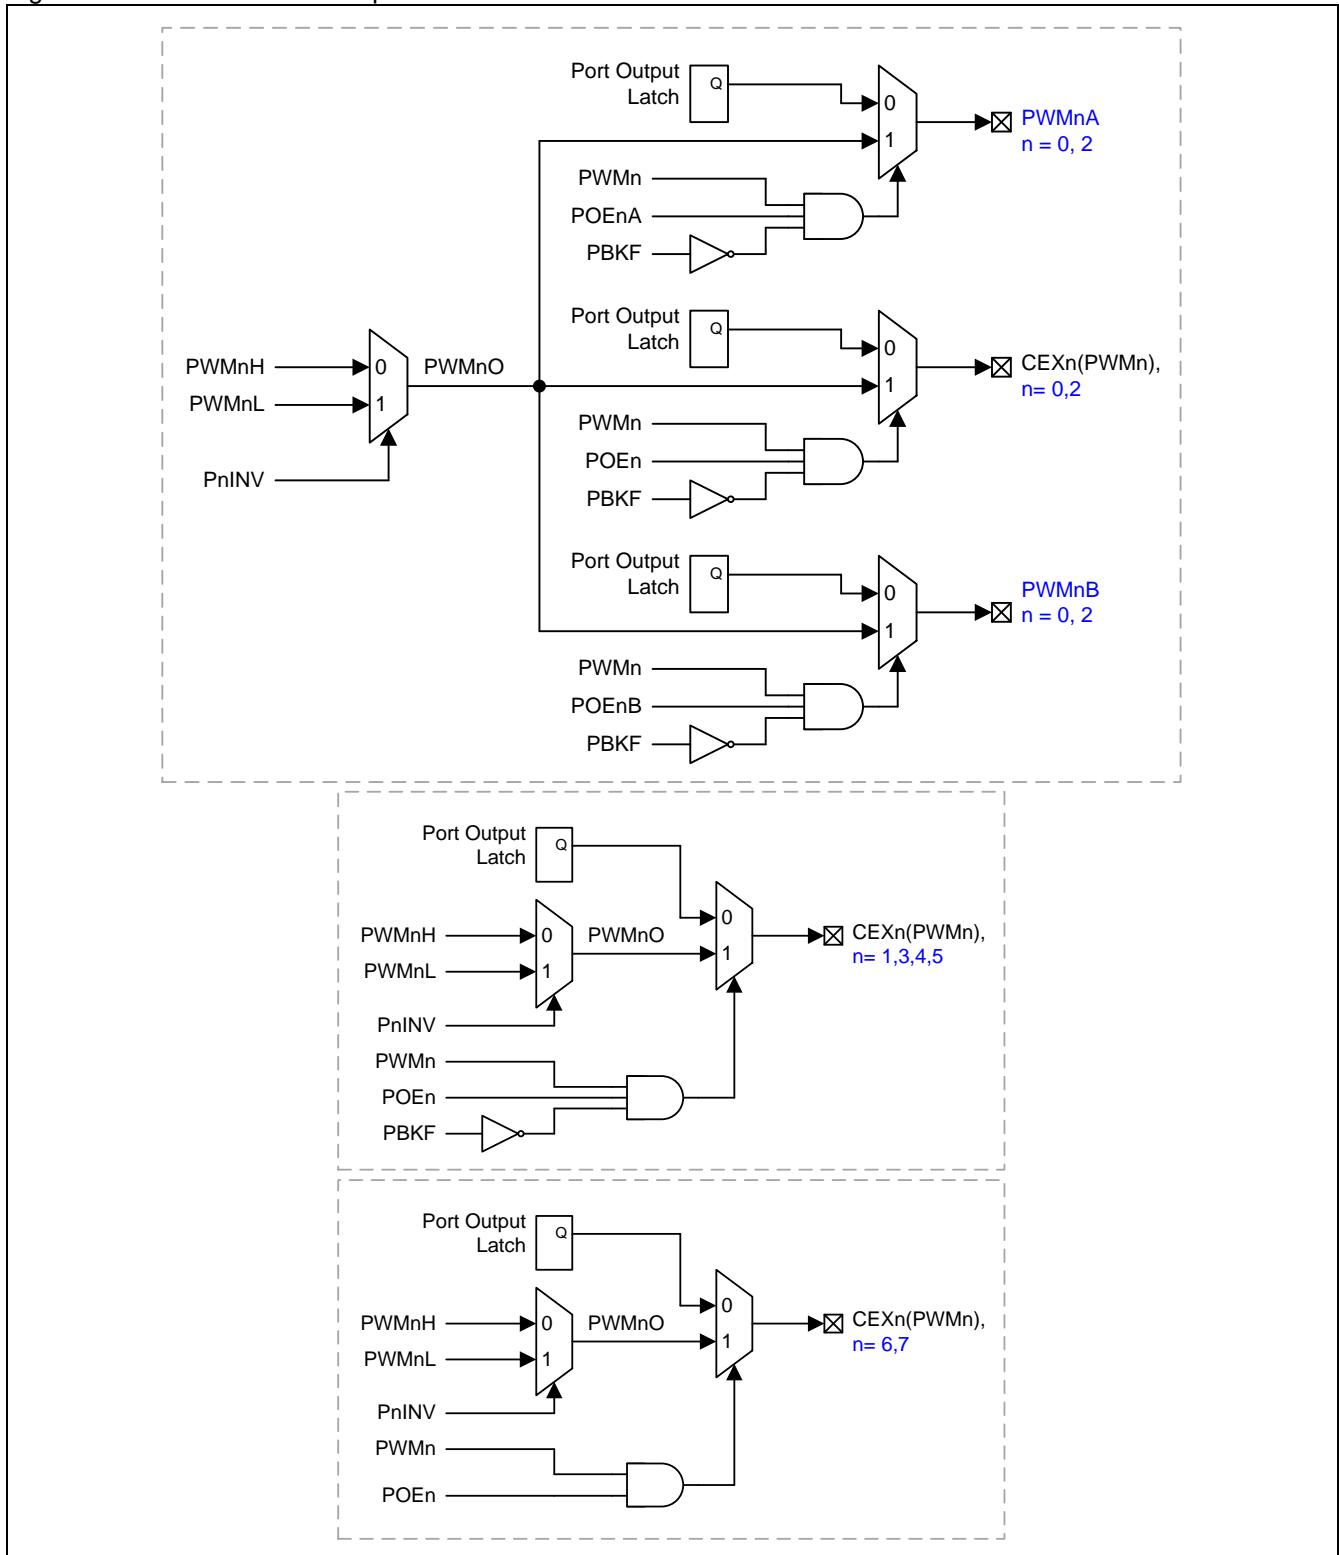 Port Output
Latch
Q
0
1
PWMnA
n = 0, 2
PWMn
POEnA
PBKF
Port Output
Latch
Q
0
1
CEXn(PWMn),
n= 0,2
PWMnH
PWMnL
0
1
PWMnO
PnINV
PWMn
POEn
PBKF
Port Output
Latch
Q
0
1
PWMnB
n = 0, 2
PWMn
POEnB
PBKF
Port Output
Latch
Q
0
1
PWMnH
PWMnL
0
1
PWMnO
CEXn(PWMn),
n= 1,3,4,5
PnINV
PWMn
POEn
PBKF
Port Output
Latch
Q
0
1
PWMnH
PWMnL
0
1
PWMnO
CEXn(PWMn),
n= 6,7
PnINV
PWMn
POEn